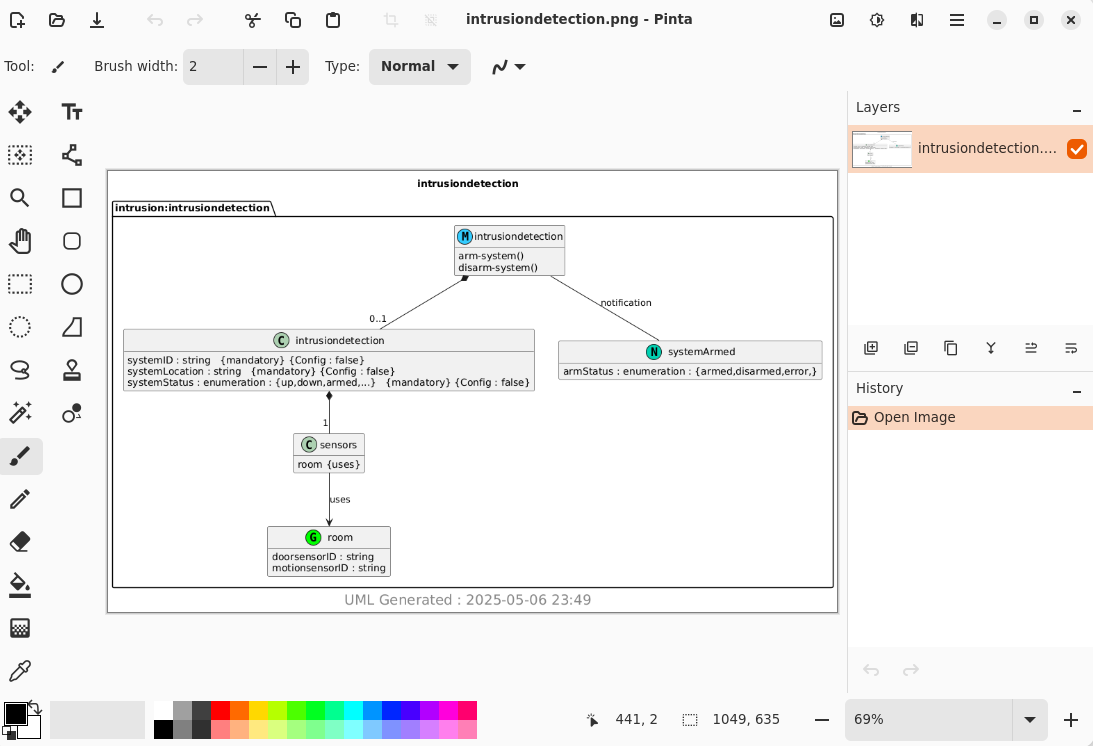 intrusiondetection.png - Pinta
Tool:
Brush width: 2
Type: Normal
Layers
intrusiondetection....
intrusiondetection
intrusion:intrusiondetection
M intrusiondetection
arm-system()
disarm-system()
0..1
notification
C intrusiondetection
systemID : string {mandatory} {Config : false}
systemLocation : string {mandatory} {Config : false}
systemStatus : enumeration : {up,down,armed,...} {mandatory} {Config : false}
N systemArmed
armStatus : enumeration : {armed,disarmed,error,}
1
C sensors
room {uses}
uses
G room
doorsensorID : string
motionsensorID : string
UML Generated : 2025-05-06 23:49
History
Open Image
441, 2
1049, 635
69%